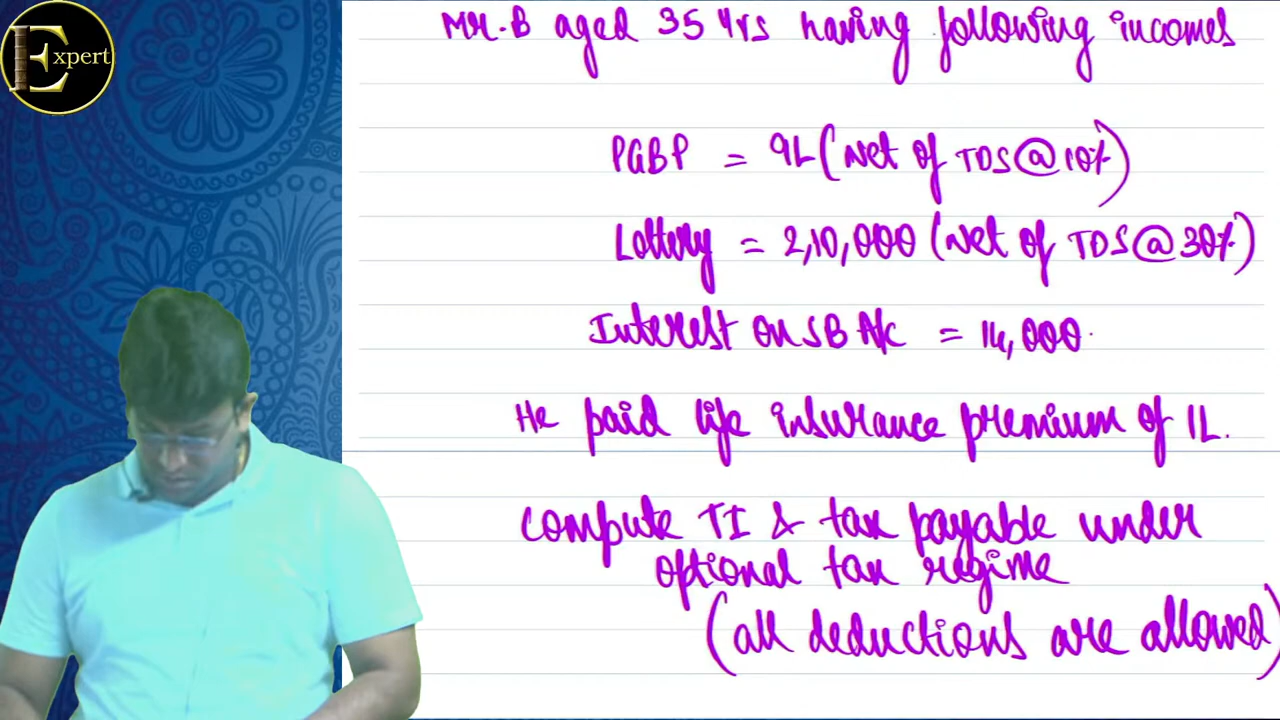 Expert
Mr. B aged 35 yrs having following incomes
PGBP = 9L (Net of TDS @ 10%)
Lottery = 2,10,000 (Net of TDS @ 30%)
Interest on SB A/c = 14,000
He paid life insurance premium of 1L.
compute TI & tax payable under
optional tax regime
(all deductions are allowed)